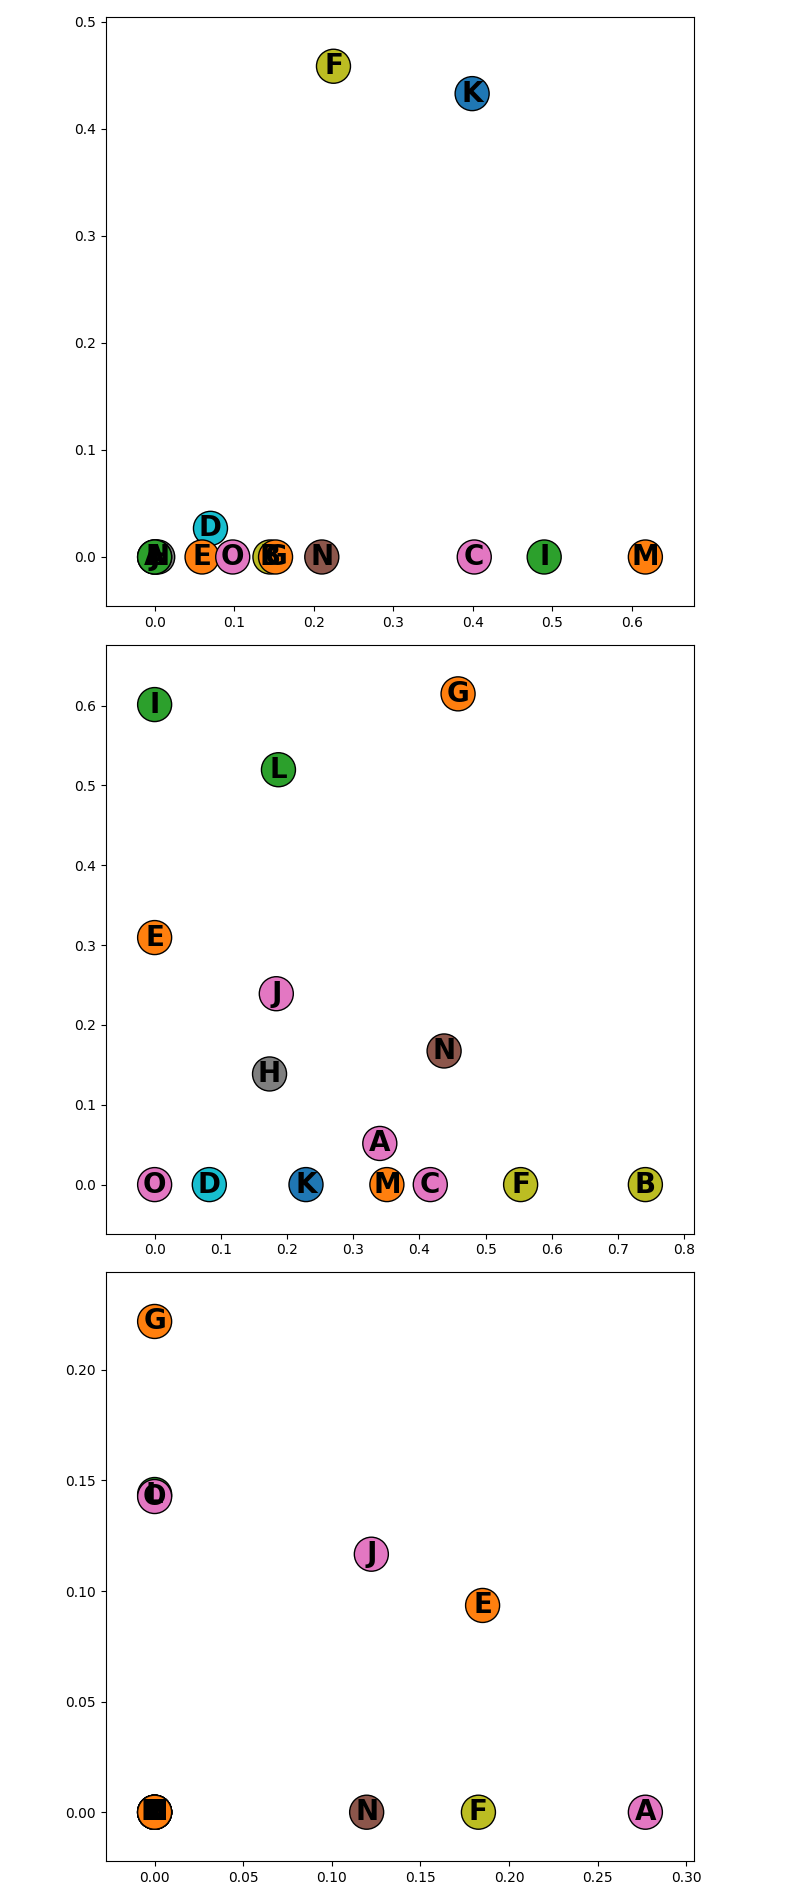 0.5
F
K
0.4
0.3
0.2
0.1
D
0.0 E O G N C I M
0.0 0.1 0.2 0.3 0.4 0.5 0.6
I G
0.6
L
0.5
0.4
E
0.3
J
0.2
N
H
0.1
A
0.0 O D K M C F B
0.0 0.1 0.2 0.3 0.4 0.5 0.6 0.7 0.8
G
0.20
0.15
O
J
0.10 E
0.05
0.00 N F A
0.00 0.05 0.10 0.15 0.20 0.25 0.30